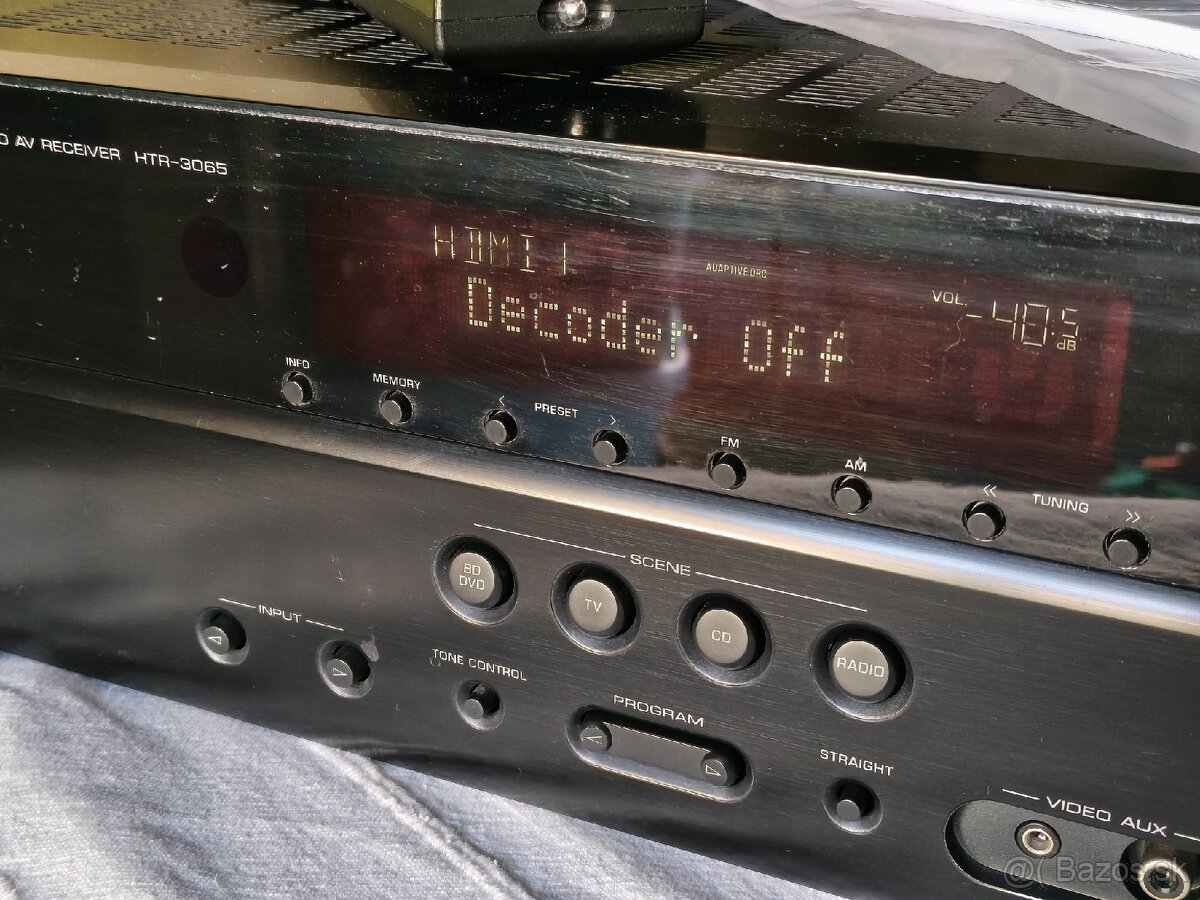 AV RECEIVER HTR-3065
HDMI1
ADAPTIVE DRC
VOL. -40.5 dB
Decoder Off
INFO
MEMORY
< PRESET >
FM
AM
<< TUNING >>
SCENE
BD
DVD
TV
CD
RADIO
INPUT
TONE CONTROL
PROGRAM
STRAIGHT
VIDEO AUX
@( Bazos.sk